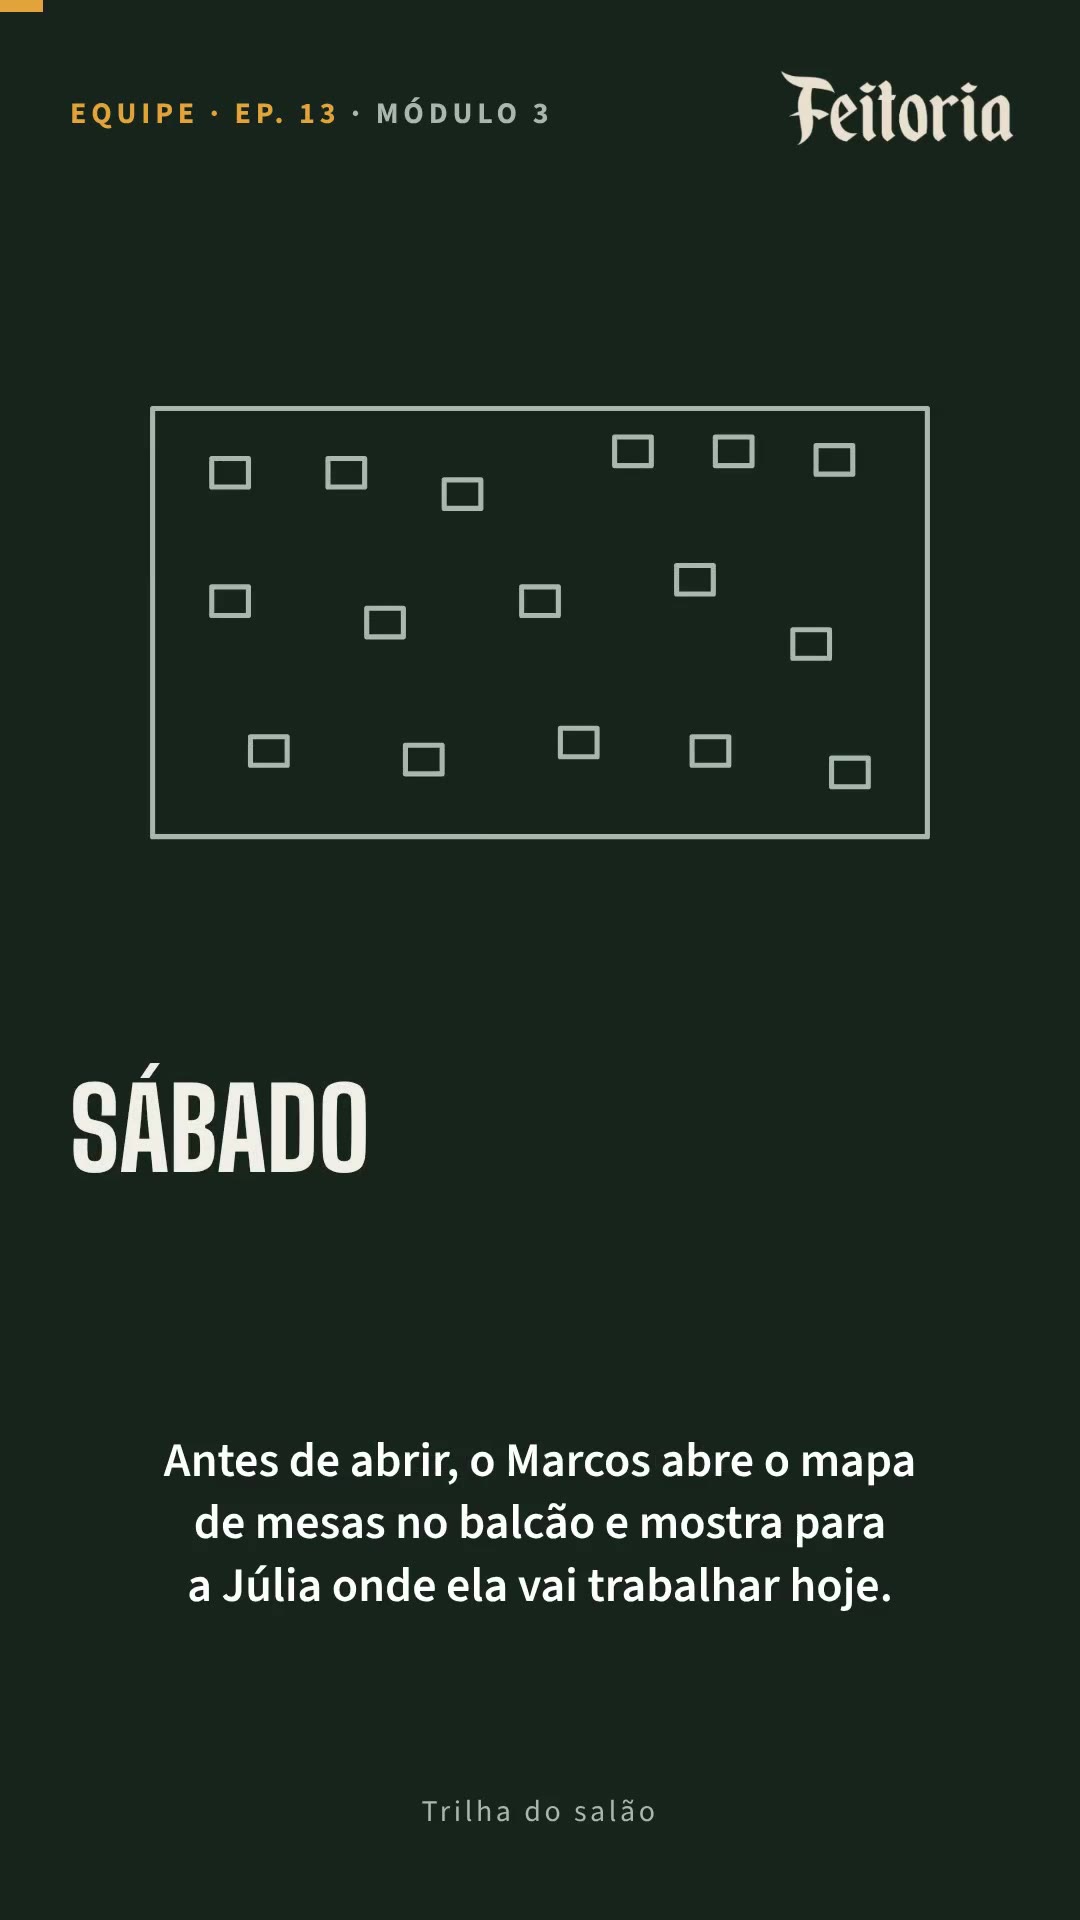 EQUIPE · EP. 13 · MÓDULO 3
Feitoria
SÁBADO
Antes de abrir, o Marcos abre o mapa
de mesas no balcão e mostra para
a Júlia onde ela vai trabalhar hoje.
Trilha do salão